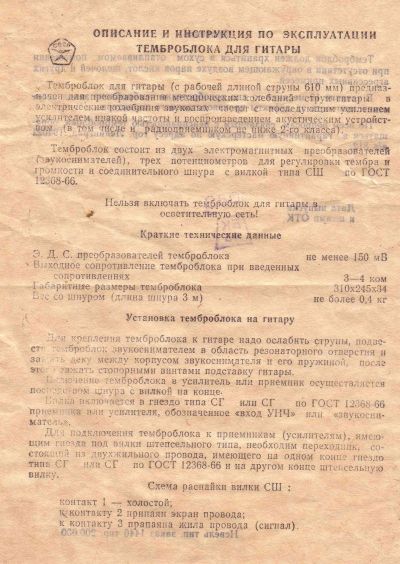 ОПИСАНИЕ И ИНСТРУКЦИЯ ПО ЭКСПЛУАТАЦИИ
ТЕМБРОБЛОКА ДЛЯ ГИТАРЫ
Темброблок для гитары (с рабочей длиной струны 610 мм) предназ-
начен для преобразования механических колебаний струн гитары в
электрические колебания звуковых частот с последующим усилением
усилителем низкой частоты и воспроизведением акустическим устройст-
вом (в том числе и радиоприемником не ниже 2-го класса).
Темброблок состоит из двух электромагнитных преобразователей
(звукоснимателей), трех потенциометров для регулировки тембра и
громкости и соединительного шнура с вилкой типа СШ по ГОСТ
12368-66.
Нельзя включать темброблок для гитары в
осветительную сеть!
Краткие технические данные
Э. Д. С. преобразователей темброблока не менее 150 мВ
Выходное сопротивление темброблока при введенных
сопротивлениях 3—4 ком
Габаритные размеры темброблока 310х245х34
Вес со шнуром (длина шнура 3 м) не более 0,4 кг
Установка темброблока на гитару
Для крепления темброблока к гитаре надо ослабить струны, подве-
сти темброблок звукоснимателем в область резонаторного отверстия и
зажать деку между корпусом звукоснимателя и его пружиной, после
этого зажать стопорными винтами подставку гитары.
Включение темброблока в усилитель или приемник осуществляется
посредством шнура с вилкой на конце.
Вилка включается в гнездо типа СГ или СГ по ГОСТ 12368-66
приемника или усилителя, обозначенное «вход УНЧ» или «звукосни-
матель».
Для подключения темброблока к приемникам (усилителям), имею-
щим гнезда под вилки штепсельного типа, необходим переходник, со-
стоящий из двухжильного провода, имеющего на одном конце гнездо
типа СГ или СГ по ГОСТ 12368-66 и на другом конце штепсельную
вилку.
Схема распайки вилки СШ :
контакт 1 — холостой;
к контакту 2 припаян экран провода;
к контакту 3 прапаяна жила провода (сигнал).